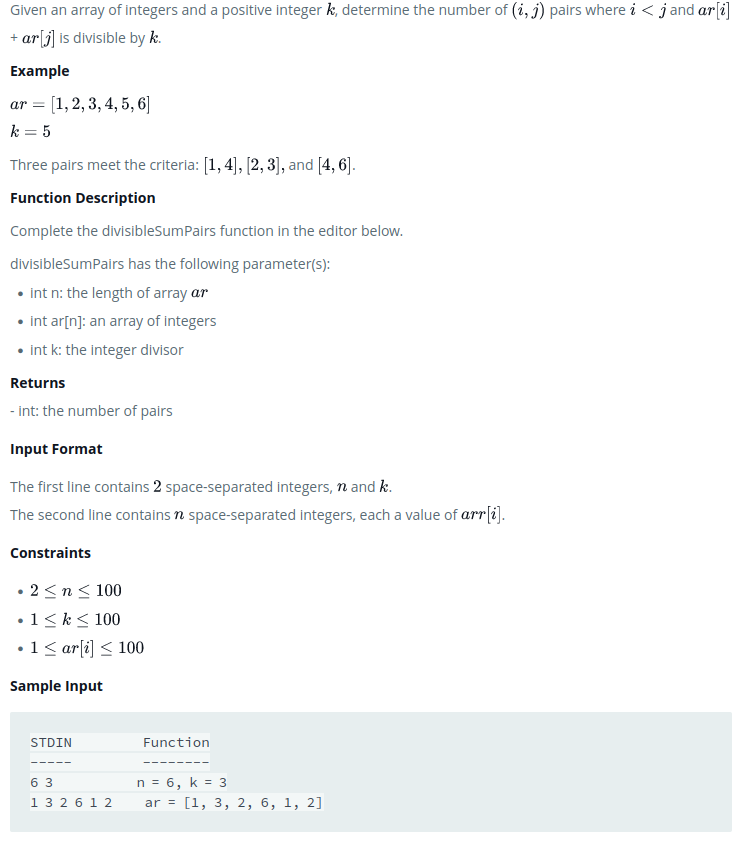 Given an array of integers and a positive integer k, determine the number of (i, j) pairs where i < j and ar[i]
+ ar[j] is divisible by k.
Example
ar = [1, 2, 3, 4, 5, 6]
k = 5
Three pairs meet the criteria: [1, 4], [2, 3], and [4, 6].
Function Description
Complete the divisibleSumPairs function in the editor below.
divisibleSumPairs has the following parameter(s):
• int n: the length of array ar
• int ar[n]: an array of integers
• int k: the integer divisor
Returns
- int: the number of pairs
Input Format
The first line contains 2 space-separated integers, n and k.
The second line contains n space-separated integers, each a value of arr[i].
Constraints
• 2 ≤ n ≤ 100
• 1 ≤ k ≤ 100
• 1 ≤ ar[i] ≤ 100
Sample Input
STDIN Function
----- --------
6 3 n = 6, k = 3
1 3 2 6 1 2 ar = [1, 3, 2, 6, 1, 2]